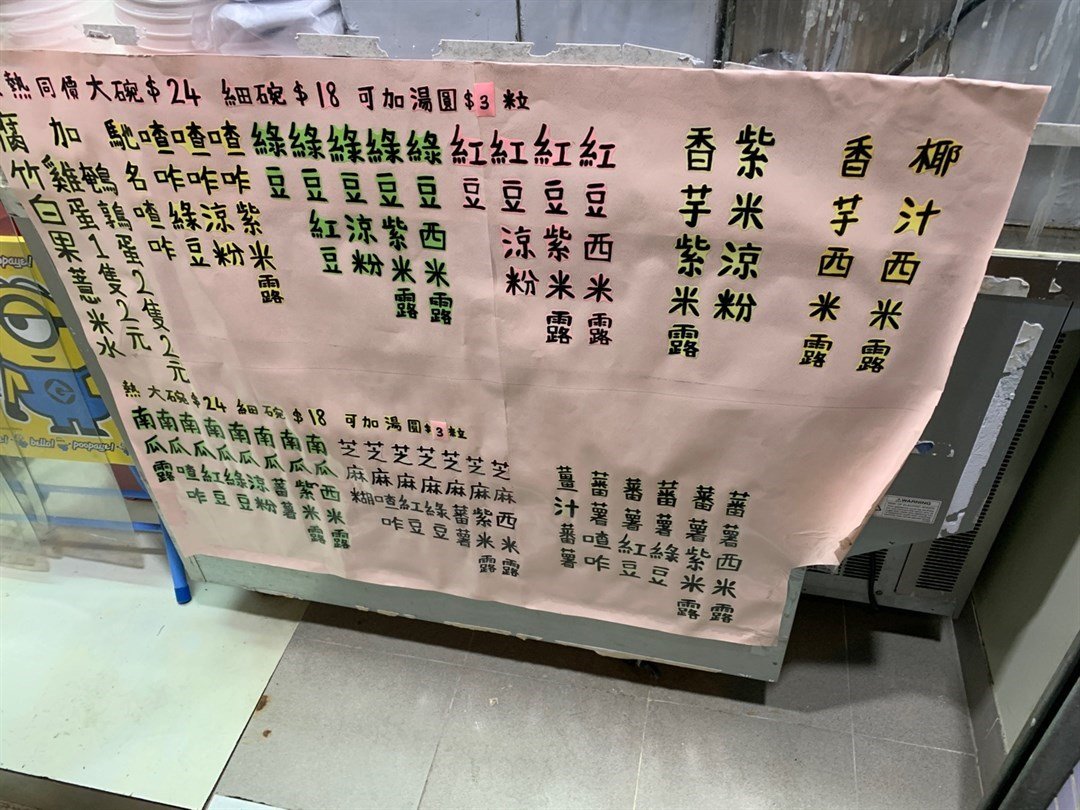 熱同價大碗$24 細碗$18 可加湯圓$3粒
腐竹白果薏米水
加雞蛋1隻2元
鵪鶉蛋2隻2元
馳名喳咋
喳咋綠豆
喳咋涼粉
喳咋紫米露
綠豆
綠豆紅豆
綠豆涼粉
綠豆紫米露
綠豆西米露
紅豆
紅豆涼粉
紅豆紫米露
紅豆西米露
香芋紫米露
紫米涼粉
香芋西米露
椰汁西米露
熱 大碗$24 細碗$18 可加湯圓$3粒
南瓜露
南瓜喳咋
南瓜紅豆
南瓜綠豆
南瓜涼粉
南瓜蕃薯
南瓜紫米露
南瓜西米露
芝麻糊
芝麻喳咋
芝麻紅豆
芝麻綠豆
芝麻蕃薯
芝麻紫米露
芝麻西米露
薑汁蕃薯
蕃薯喳咋
蕃薯紅豆
蕃薯綠豆
蕃薯紫米露
蕃薯西米露
hello!
poopaye!
WARNING